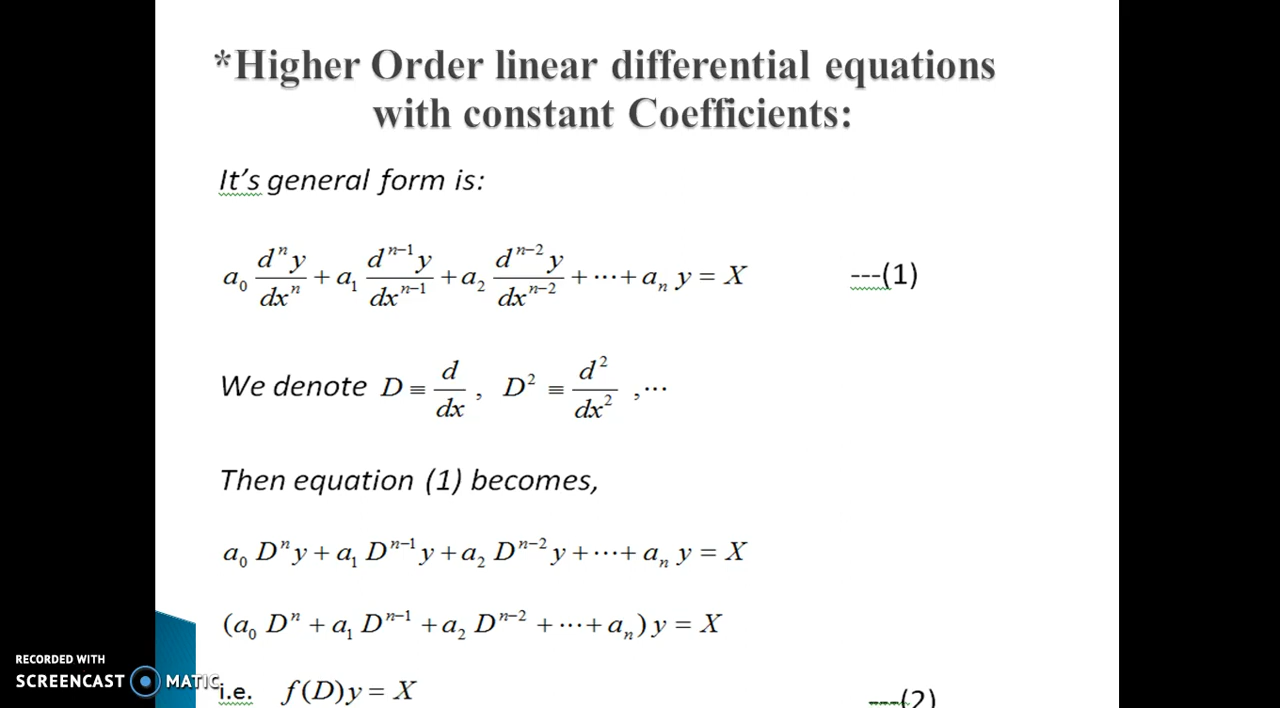 *Higher Order linear differential equations
with constant Coefficients:
It's general form is:
a₀ dⁿy/dxⁿ + a₁ dⁿ⁻¹y/dxⁿ⁻¹ + a₂ dⁿ⁻²y/dxⁿ⁻² + ⋯ + aₙ y = X ---(1)
We denote D ≡ d/dx , D² ≡ d²/dx² ,⋯
Then equation (1) becomes,
a₀ Dⁿy + a₁ Dⁿ⁻¹y + a₂ Dⁿ⁻²y + ⋯ + aₙ y = X
(a₀ Dⁿ + a₁ Dⁿ⁻¹ + a₂ Dⁿ⁻² + ⋯ + aₙ) y = X
i.e. f(D)y = X ---(2)
RECORDED WITH
SCREENCAST MATIC